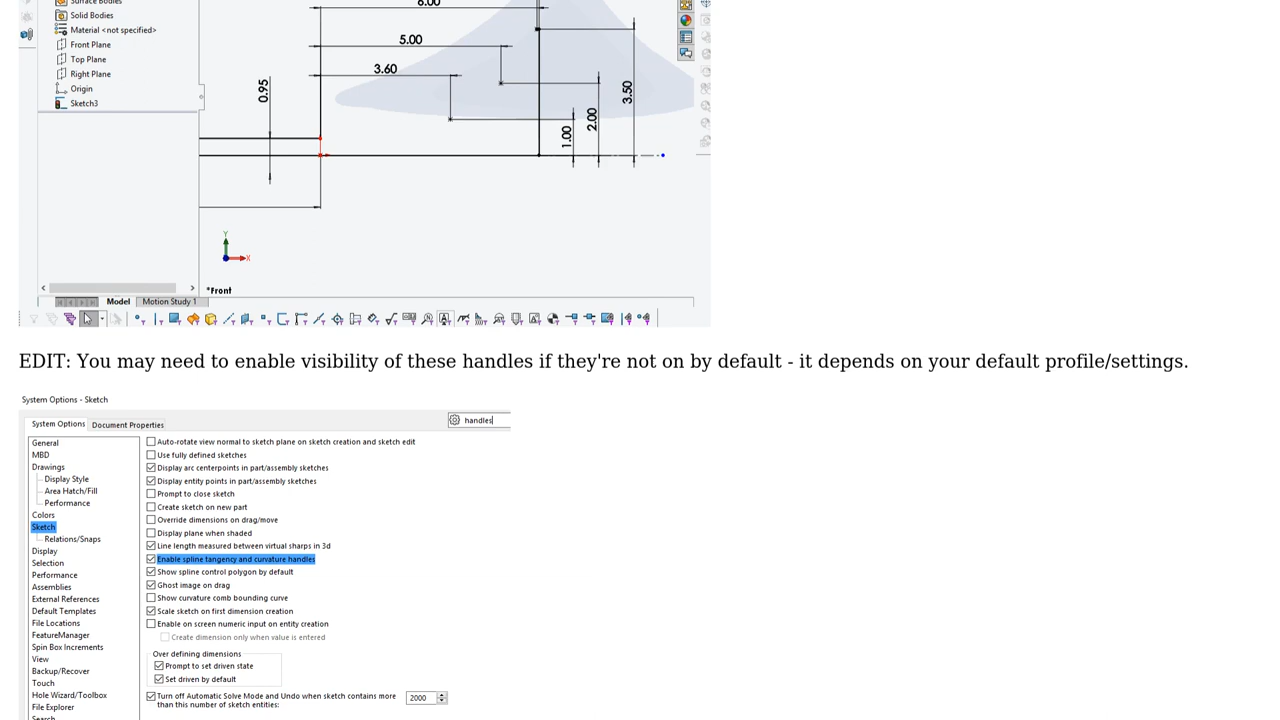 Surface Bodies
Solid Bodies
Material <not specified>
Front Plane
Top Plane
Right Plane
Origin
Sketch3
6.00
5.00
3.60
0.95
3.50
2.00
1.00
Y
X
*Front
Model Motion Study 1
EDIT: You may need to enable visibility of these handles if they're not on by default - it depends on your default profile/settings.
System Options - Sketch
System Options Document Properties
handles
General
MBD
Drawings
Display Style
Area Hatch/Fill
Performance
Colors
Sketch
Relations/Snaps
Display
Selection
Performance
Assemblies
External References
Default Templates
File Locations
FeatureManager
Spin Box Increments
View
Backup/Recover
Touch
Hole Wizard/Toolbox
File Explorer
Search
Auto-rotate view normal to sketch plane on sketch creation and sketch edit
Use fully defined sketches
Display arc centerpoints in part/assembly sketches
Display entity points in part/assembly sketches
Prompt to close sketch
Create sketch on new part
Override dimensions on drag/move
Display plane when shaded
Line length measured between virtual sharps in 3d
Enable spline tangency and curvature handles
Show spline control polygon by default
Ghost image on drag
Show curvature comb bounding curve
Scale sketch on first dimension creation
Enable on screen numeric input on entity creation
Create dimension only when value is entered
Over defining dimensions
Prompt to set driven state
Set driven by default
Turn off Automatic Solve Mode and Undo when sketch contains more
than this number of sketch entities:
2000